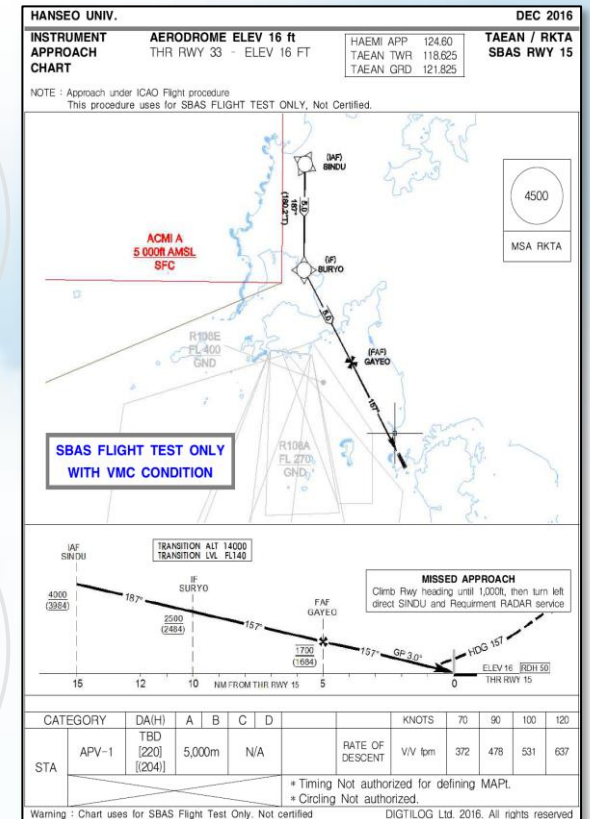 HANSEO UNIV. DEC 2016
INSTRUMENT APPROACH CHART
AERODROME ELEV 16 ft
THR RWY 33 - ELEV 16 FT
HAEMI APP 124.60
TAEAN TWR 118.625
TAEAN GRD 121.825
TAEAN / RKTA
SBAS RWY 15
NOTE : Approach under ICAO Flight procedure
This procedure uses for SBAS FLIGHT TEST ONLY, Not Certified.
(IAF)
SINDU
5.0
187°
(180.2°T)
4500
MSA RKTA
ACMI A
5 000ft AMSL
SFC
(IF)
SURYO
5.0
R108E
FL 400
GND
(FAF)
GAYEO
157°
R108A
FL 270
GND
SBAS FLIGHT TEST ONLY
WITH VMC CONDITION
IAF
SINDU
TRANSITION ALT 14000
TRANSITION LVL FL140
4000
(3984)
187°
IF
SURYO
2500
(2484)
157°
FAF
GAYEO
1700
(1684)
157°
GP 3.0°
MISSED APPROACH
Climb Rwy heading until 1,000ft, then turn left
direct SINDU and Requirment RADAR service
HDG 157
ELEV 16 RDH 50
THR RWY 15
15 12 10 NM FROM THR RWY 15 5 0
CATEGORY DA(H) A B C D KNOTS 70 90 100 120
STA APV-1 TBD [220] [(204)] 5,000m N/A RATE OF DESCENT V/V fpm 372 478 531 637
* Timing Not authorized for defining MAPt.
* Circling Not authorized.
Warning : Chart uses for SBAS Flight Test Only. Not certified DIGTILOG Ltd. 2016. All rights reserved